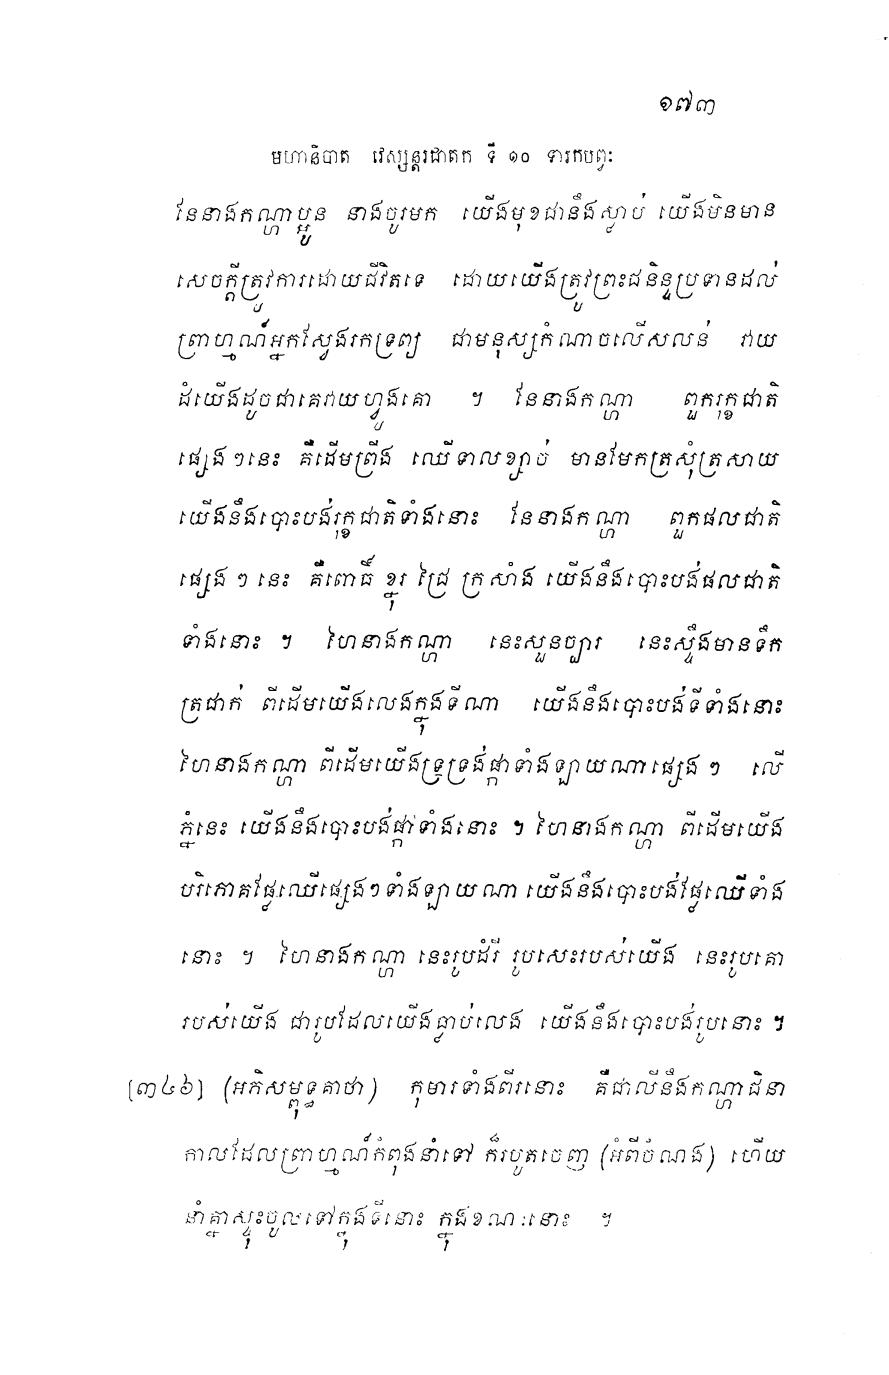 ១៧៣
មហានិបាត វេស្សន្តរជាតក ទី ១០ ទារកបព្វៈ
នែនាងកណ្ហាប្អូន នាងចូរមក យើងមុខជានឹងស្លាប់ យើងមិនមាន
សេចក្តីត្រូវការដោយជីវិតទេ ដោយយើងត្រូវព្រះជនិន្ទប្រទានដល់
ព្រាហ្មណ៍អ្នកស្វែងរកទ្រព្យ ជាមនុស្សកំណាចលើសលន់ វាយ
ដំយើងដូចជាគេវាយហ្វូងគោ ។ នែនាងកណ្ហា ពួករុក្ខជាតិ
ផ្សេងៗនេះ គឺដើមព្រីង ឈើទាលខ្សាច់ មានមែកត្រសុំត្រសាយ
យើងនឹងបោះបង់រុក្ខជាតិទាំងនោះ នែនាងកណ្ហា ពួកផលជាតិ
ផ្សេង ៗ នេះ គឺពោធិ៍ ខ្នុរ ជ្រៃ ក្រសាំង យើងនឹងបោះបង់ផលជាតិ
ទាំងនោះ ។ ហៃនាងកណ្ហា នេះសួនច្បារ នេះស្ទឹងមានទឹក
ត្រជាក់ ពីដើមយើងលេងក្នុងទីណា យើងនឹងបោះបង់ទីទាំងនោះ
ហៃនាងកណ្ហា ពីដើមយើងទ្រទ្រង់ផ្កាទាំងឡាយណាផ្សេង ៗ លើ
ភ្នំនេះ យើងនឹងបោះបង់ផ្កាទាំងនោះ ។ ហៃនាងកណ្ហា ពីដើមយើង
បរិភោគផ្លែឈើផ្សេងៗទាំងឡាយណា យើងនឹងបោះបង់ផ្លែឈើទាំង
នោះ ។ ហៃនាងកណ្ហា នេះរូបដំរី រូបសេះរបស់យើង នេះរូបគោ
របស់យើង ជារូបដែលយើងធ្លាប់លេង យើងនឹងបោះបង់រូបនោះ ។
[៣៤៦] (អភិសម្ពុទ្ធគាថា) កុមារទាំងពីរនោះ គឺជាលីនឹងកណ្ហាជិនា
កាលដែលព្រាហ្មណ៍កំពុងនាំទៅ ក៏របូតចេញ (អំពីចំណង) ហើយ
នាំគ្នាស្ទុះចូលទៅក្នុងទីនោះ ក្នុងខណៈនោះ ។